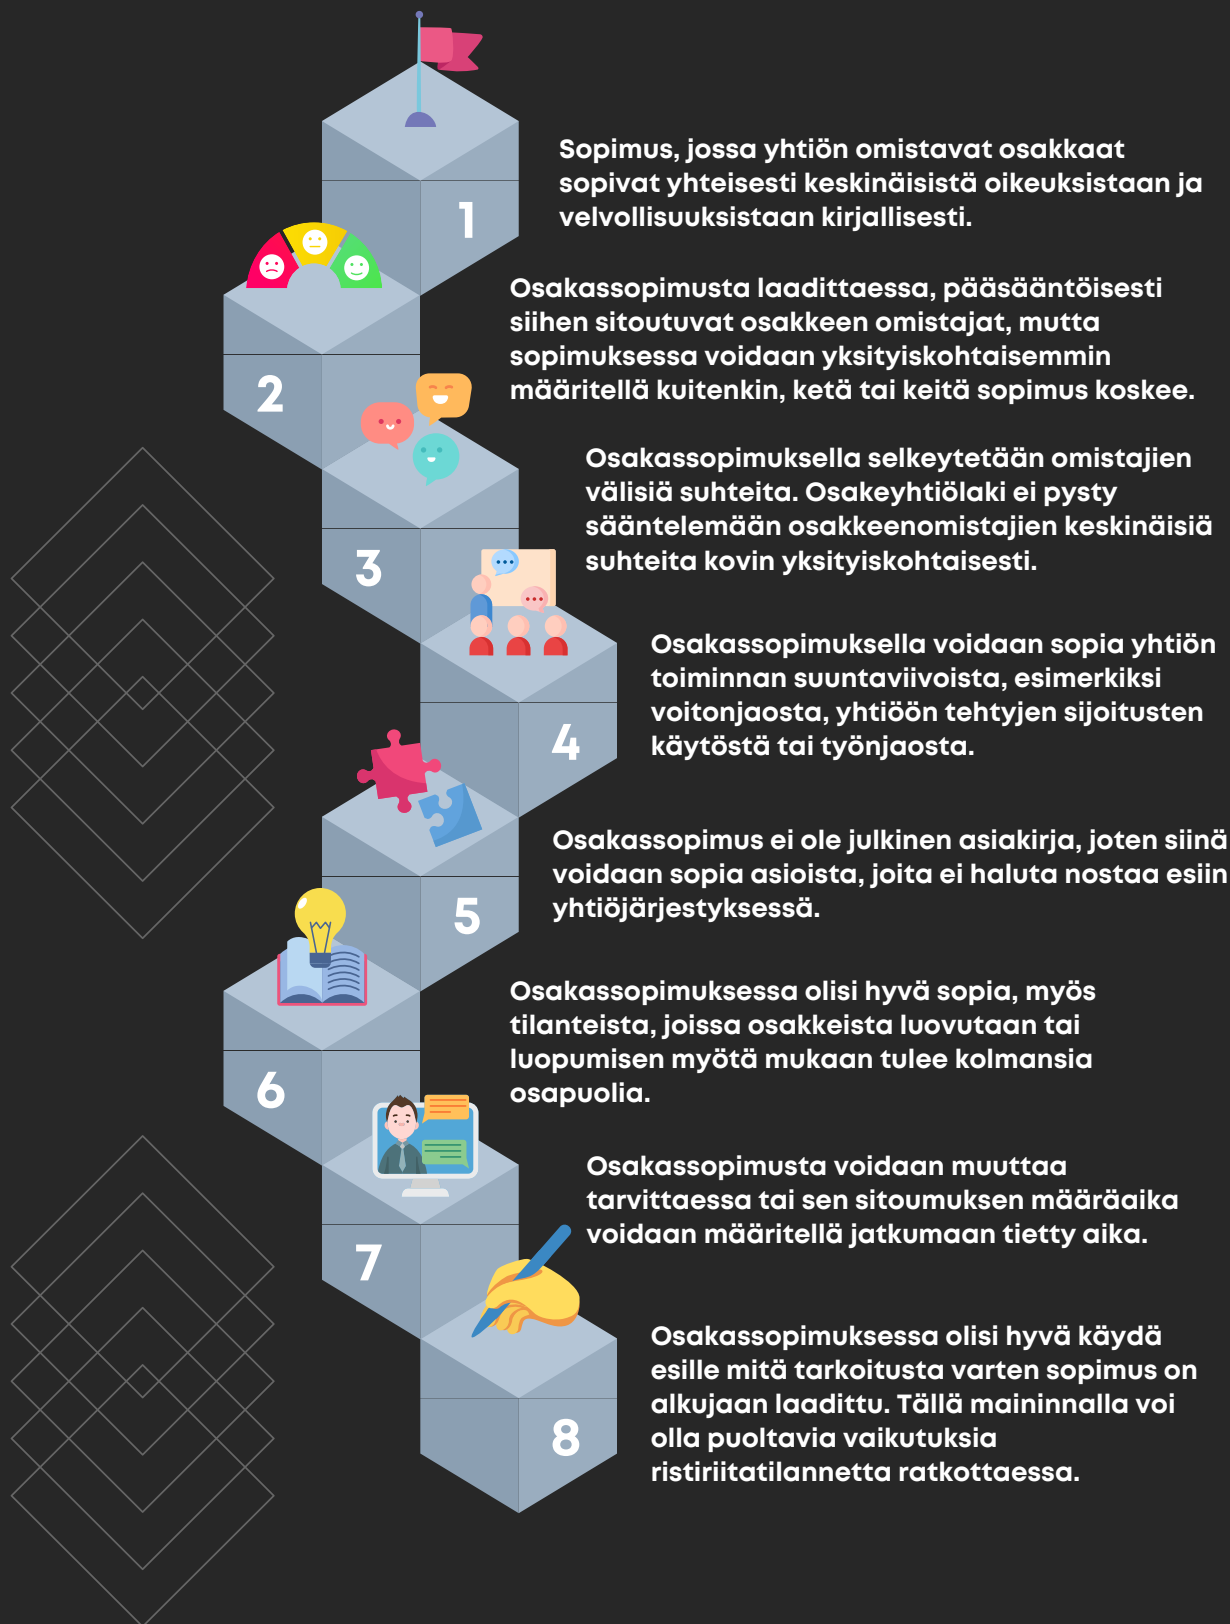 Sopimus, jossa yhtiön omistavat osakkaat
sopivat yhteisesti keskinäisistä oikeuksistaan ja
velvollisuuksistaan kirjallisesti.
1
Osakassopimusta laadittaessa, pääsääntöisesti
siihen sitoutuvat osakkeen omistajat, mutta
sopimuksessa voidaan yksityiskohtaisemmin
määritellä kuitenkin, ketä tai keitä sopimus koskee.
2
Osakassopimuksella selkeytetään omistajien
välisiä suhteita. Osakeyhtiölaki ei pysty
sääntelemään osakkeenomistajien keskinäisiä
suhteita kovin yksityiskohtaisesti.
3
Osakassopimuksella voidaan sopia yhtiön
toiminnan suuntaviivoista, esimerkiksi
voitonjaosta, yhtiöön tehtyjen sijoitusten
käytöstä tai työnjaosta.
4
Osakassopimus ei ole julkinen asiakirja, joten siinä
voidaan sopia asioista, joita ei haluta nostaa esiin
yhtiöjärjestyksessä.
5
Osakassopimuksessa olisi hyvä sopia, myös
tilanteista, joissa osakkeista luovutaan tai
luopumisen myötä mukaan tulee kolmansia
osapuolia.
6
Osakassopimusta voidaan muuttaa
tarvittaessa tai sen sitoumuksen määräaika
voidaan määritellä jatkumaan tietty aika.
7
Osakassopimuksessa olisi hyvä käydä
esille mitä tarkoitusta varten sopimus on
alkujaan laadittu. Tällä maininnalla voi
olla puoltavia vaikutuksia
ristiriitatilannetta ratkottaessa.
8